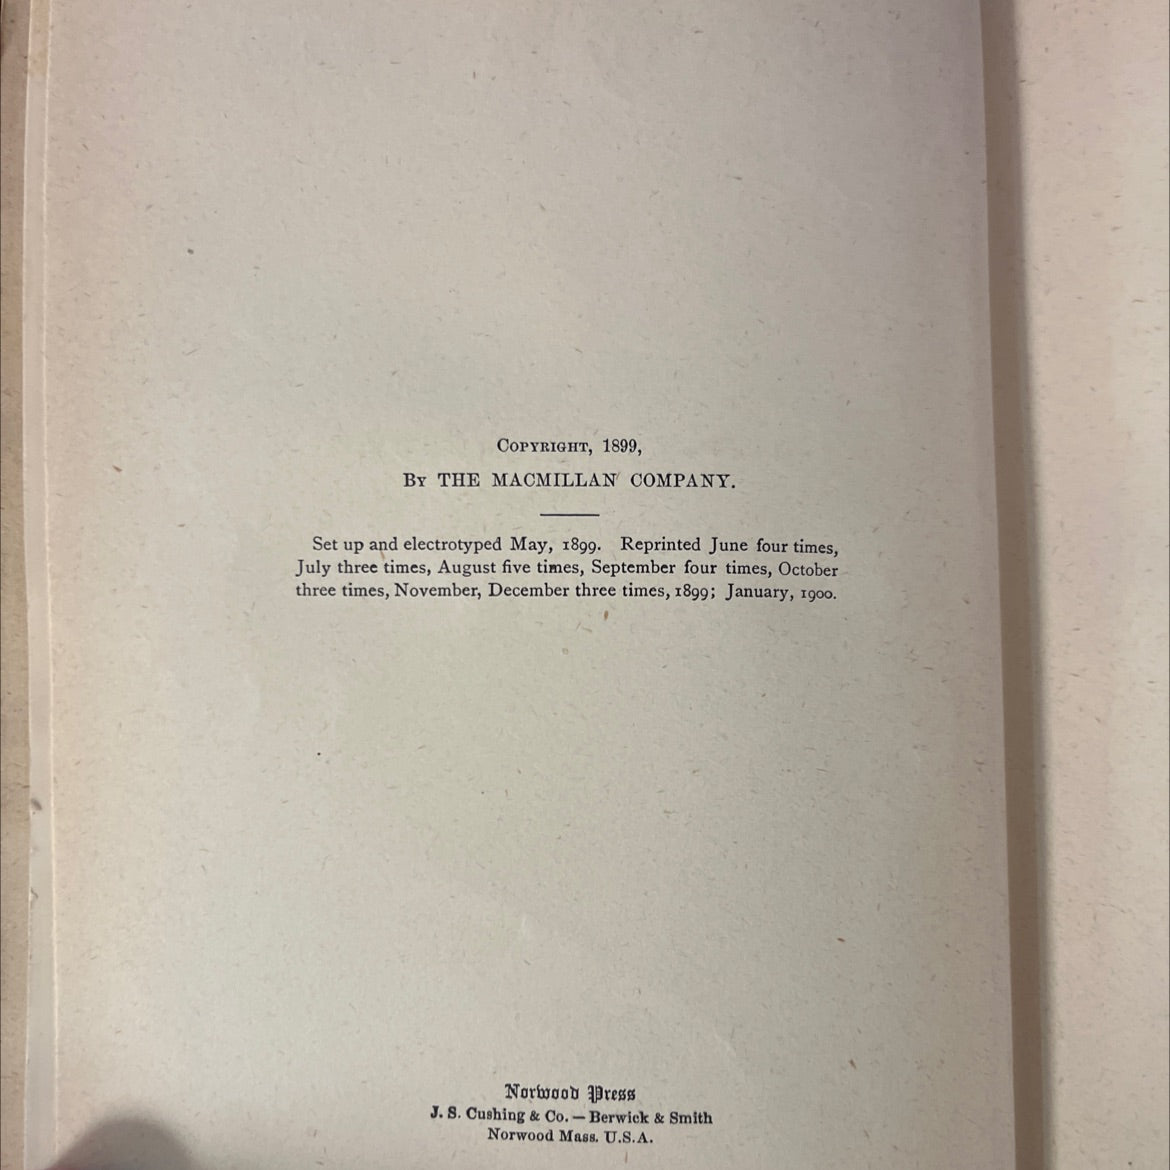 COPYRIGHT, 1899,
BY THE MACMILLAN COMPANY.
Set up and electrotyped May, 1899. Reprinted June four times,
July three times, August five times, September four times, October
three times, November, December three times, 1899; January, 1900.
Norwood Press
J. S. Cushing & Co. — Berwick & Smith
Norwood Mass. U.S.A.